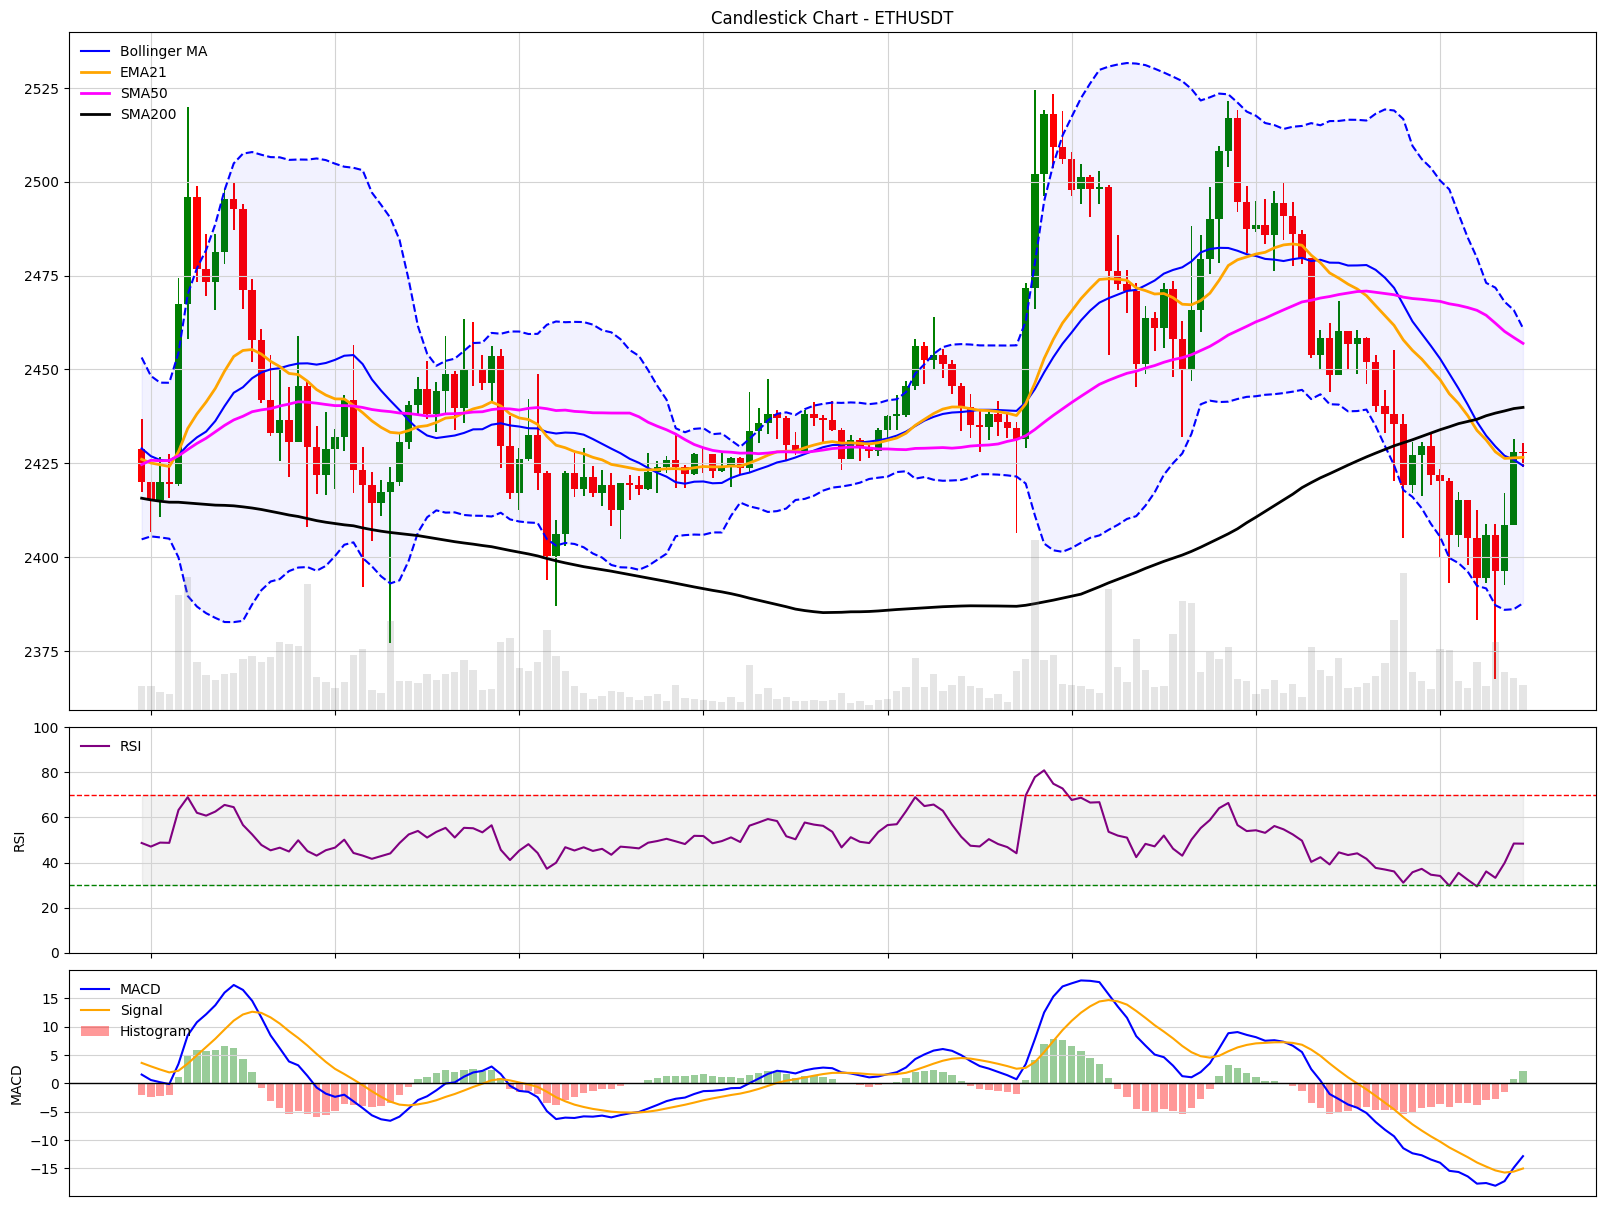 Candlestick Chart - ETHUSDT
Bollinger MA
EMA21
SMA50
SMA200
2525
2500
2475
2450
2425
2400
2375
RSI
100
80
60
40
20
0
RSI
MACD
Signal
Histogram
15
10
5
0
−5
−10
−15
MACD